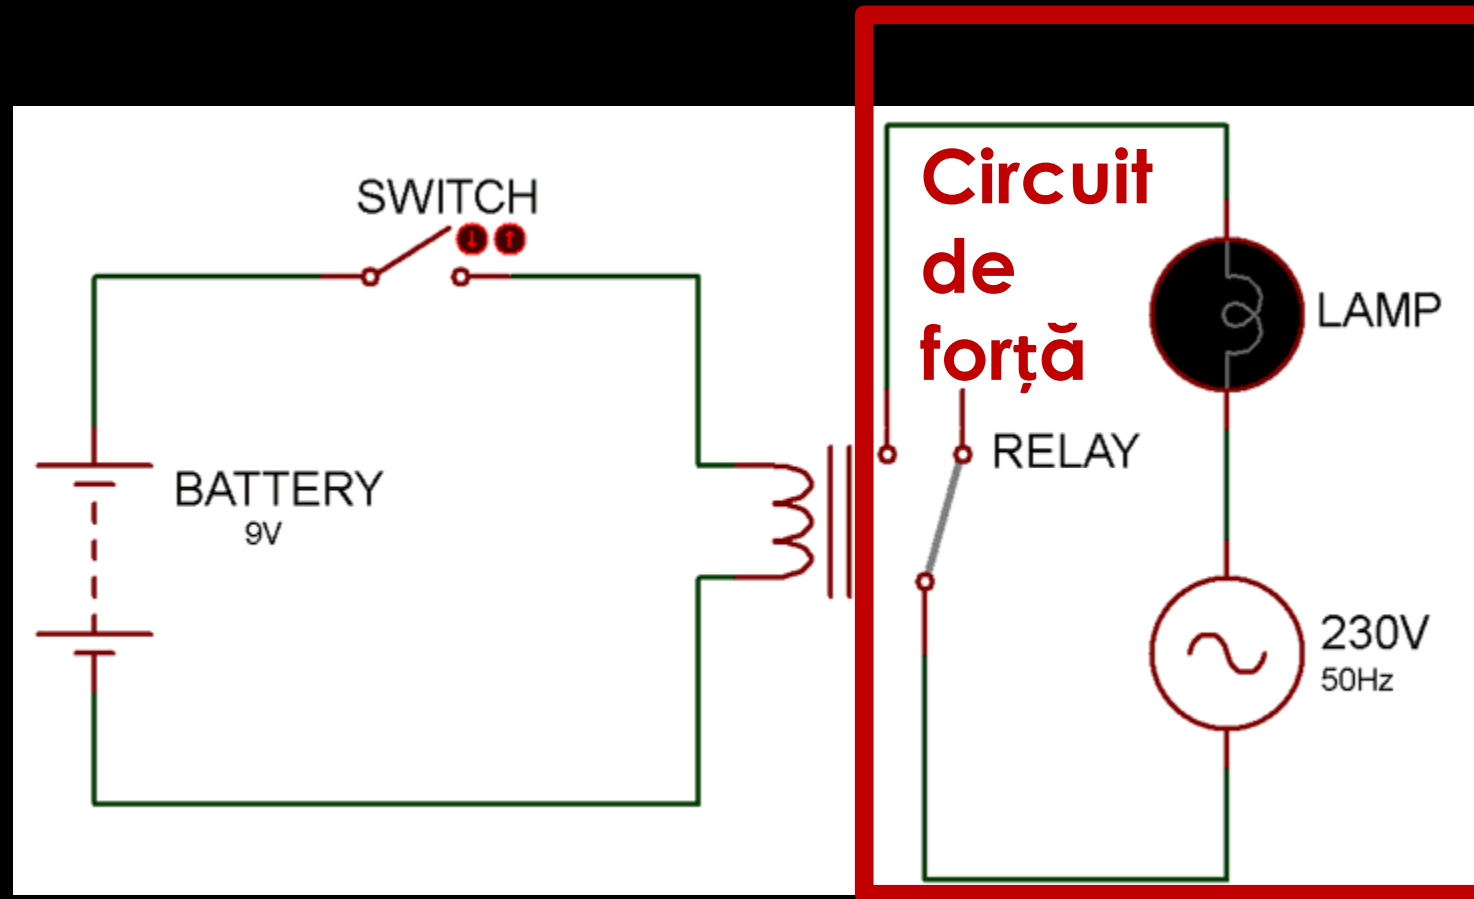 SWITCH
BATTERY
9V
Circuit
de
forță
LAMP
RELAY
230V
50Hz